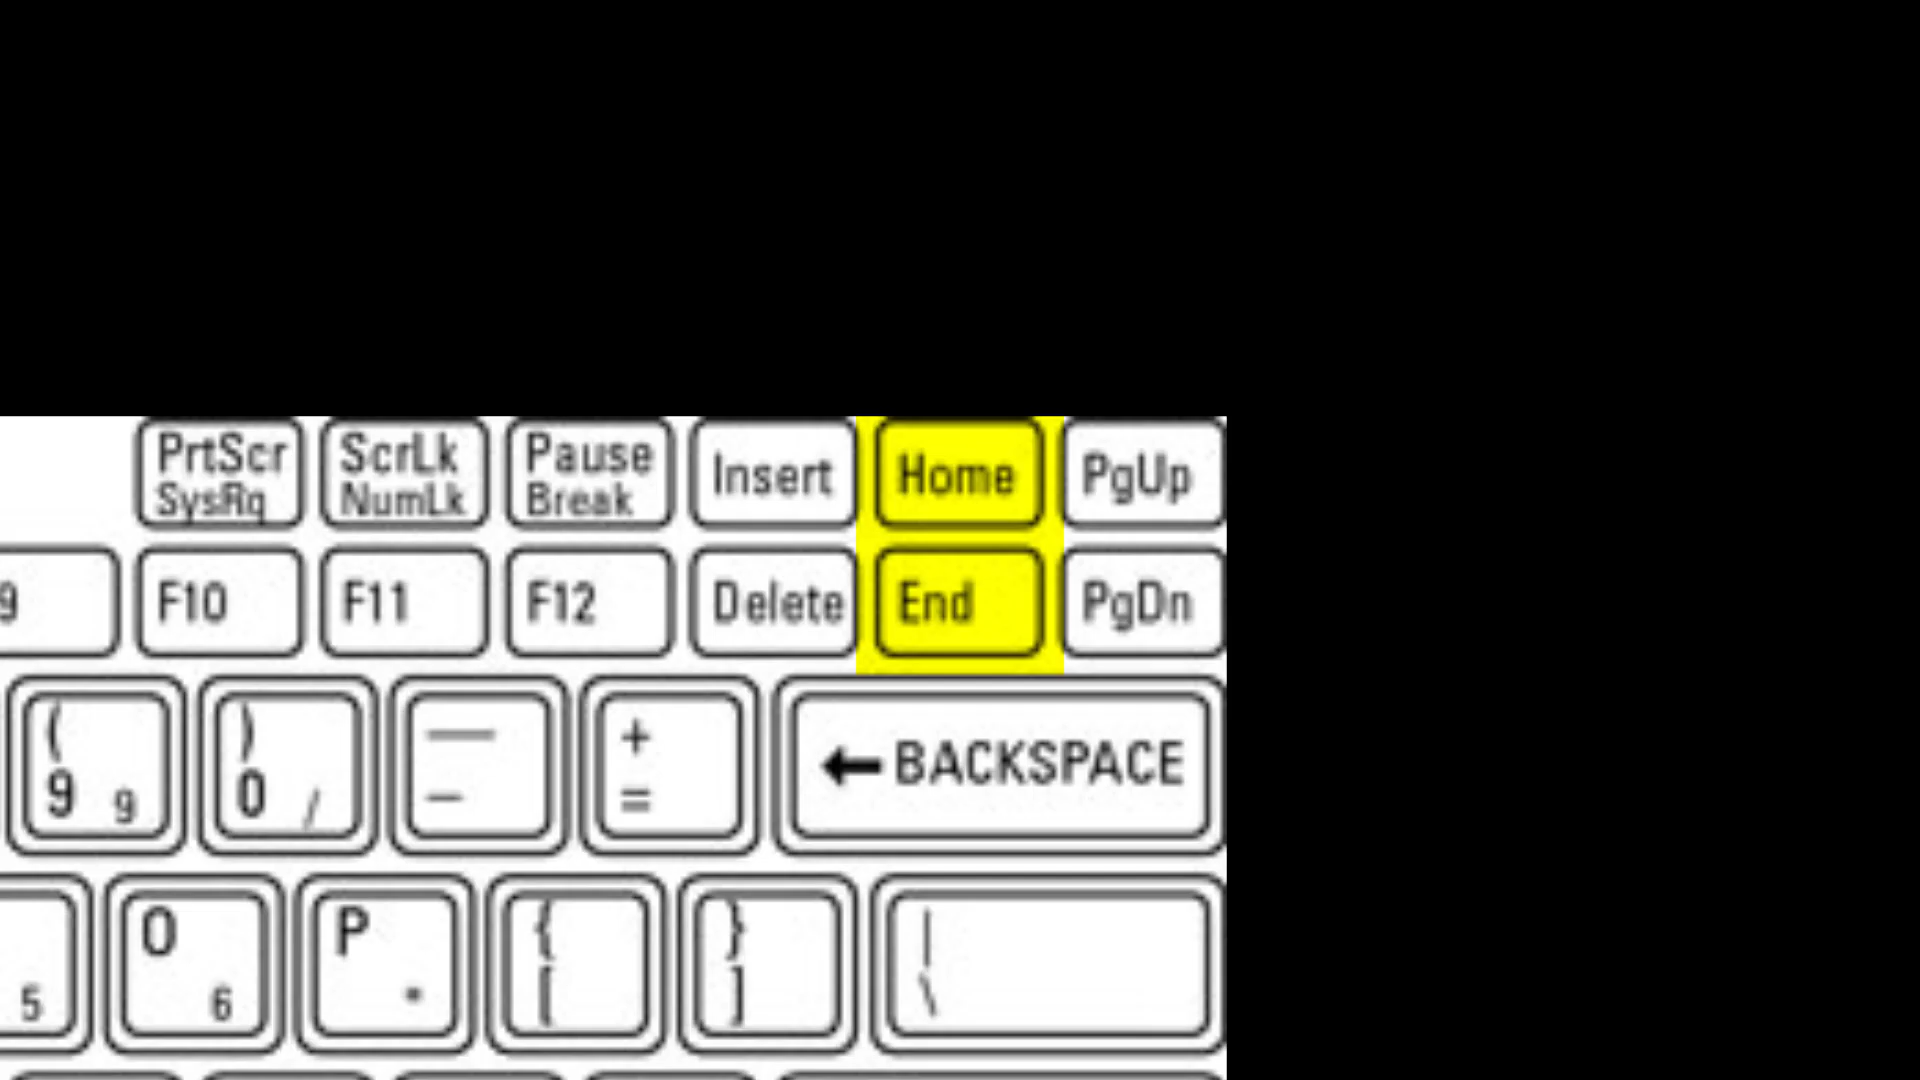 PrtScr ScrLk Pause Insert Home PgUp
SysRq NumLk Break
9 F10 F11 F12 Delete End PgDn
( ) — +
9 9 0 / – = ← BACKSPACE
O P { } |
5 6 * [ ] \